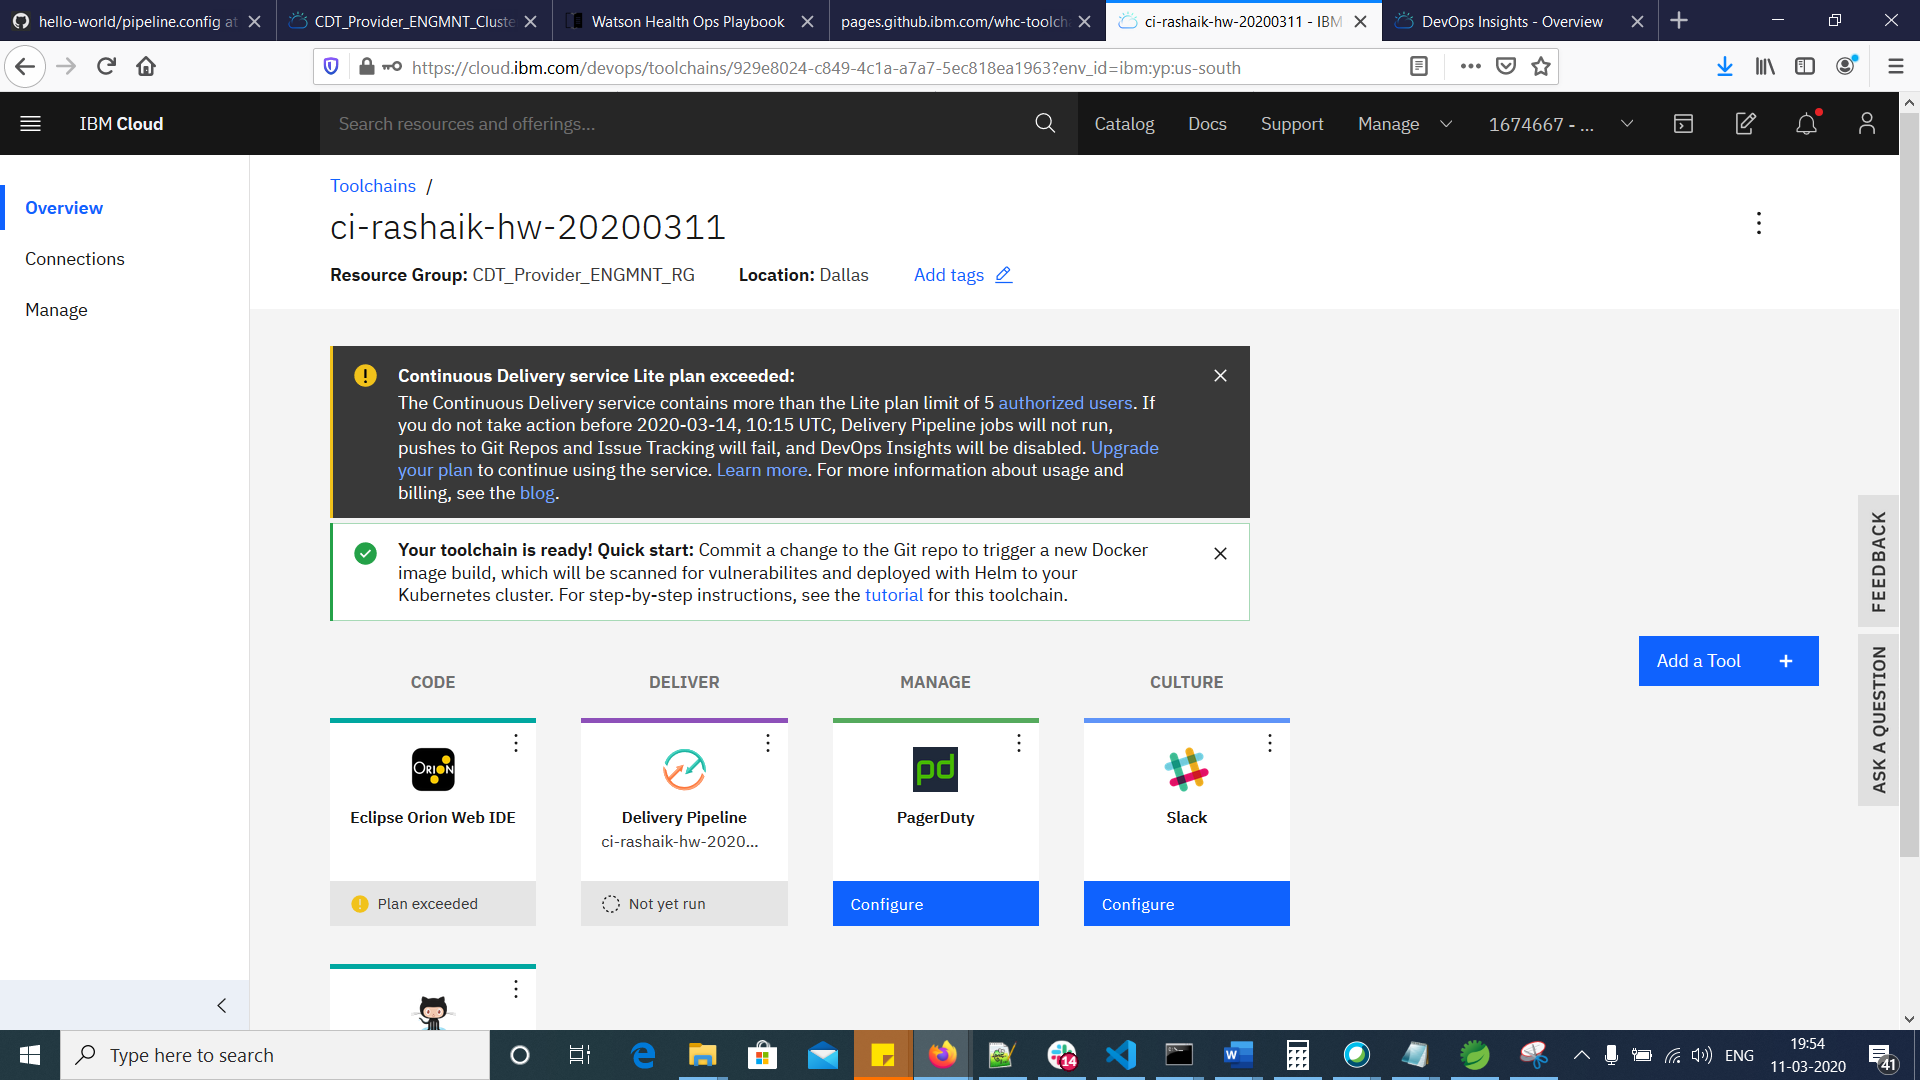 hello-world/pipeline.config at
CDT_Provider_ENGMNT_Cluste
Watson Health Ops Playbook
pages.github.ibm.com/whc-toolch
ci-rashaik-hw-20200311 - IBM
DevOps Insights - Overview
https://cloud.ibm.com/devops/toolchains/929e8024-c849-4c1a-a7a7-5ec818ea1963?env_id=ibm:yp:us-south
IBM Cloud
Search resources and offerings...
Catalog
Docs
Support
Manage
1674667 - ...
Overview
Connections
Manage
Toolchains /
ci-rashaik-hw-20200311
Resource Group: CDT_Provider_ENGMNT_RG
Location: Dallas
Add tags
Continuous Delivery service Lite plan exceeded:
The Continuous Delivery service contains more than the Lite plan limit of 5 authorized users. If
you do not take action before 2020-03-14, 10:15 UTC, Delivery Pipeline jobs will not run,
pushes to Git Repos and Issue Tracking will fail, and DevOps Insights will be disabled. Upgrade
your plan to continue using the service. Learn more. For more information about usage and
billing, see the blog.
Your toolchain is ready! Quick start: Commit a change to the Git repo to trigger a new Docker
image build, which will be scanned for vulnerabilites and deployed with Helm to your
Kubernetes cluster. For step-by-step instructions, see the tutorial for this toolchain.
FEEDBACK
ASK A QUESTION
Add a Tool +
CODE
DELIVER
MANAGE
CULTURE
ORION
pd
Eclipse Orion Web IDE
Delivery Pipeline
ci-rashaik-hw-2020...
PagerDuty
Slack
Plan exceeded
Not yet run
Configure
Configure
Type here to search
14
ENG
19:54
11-03-2020
41